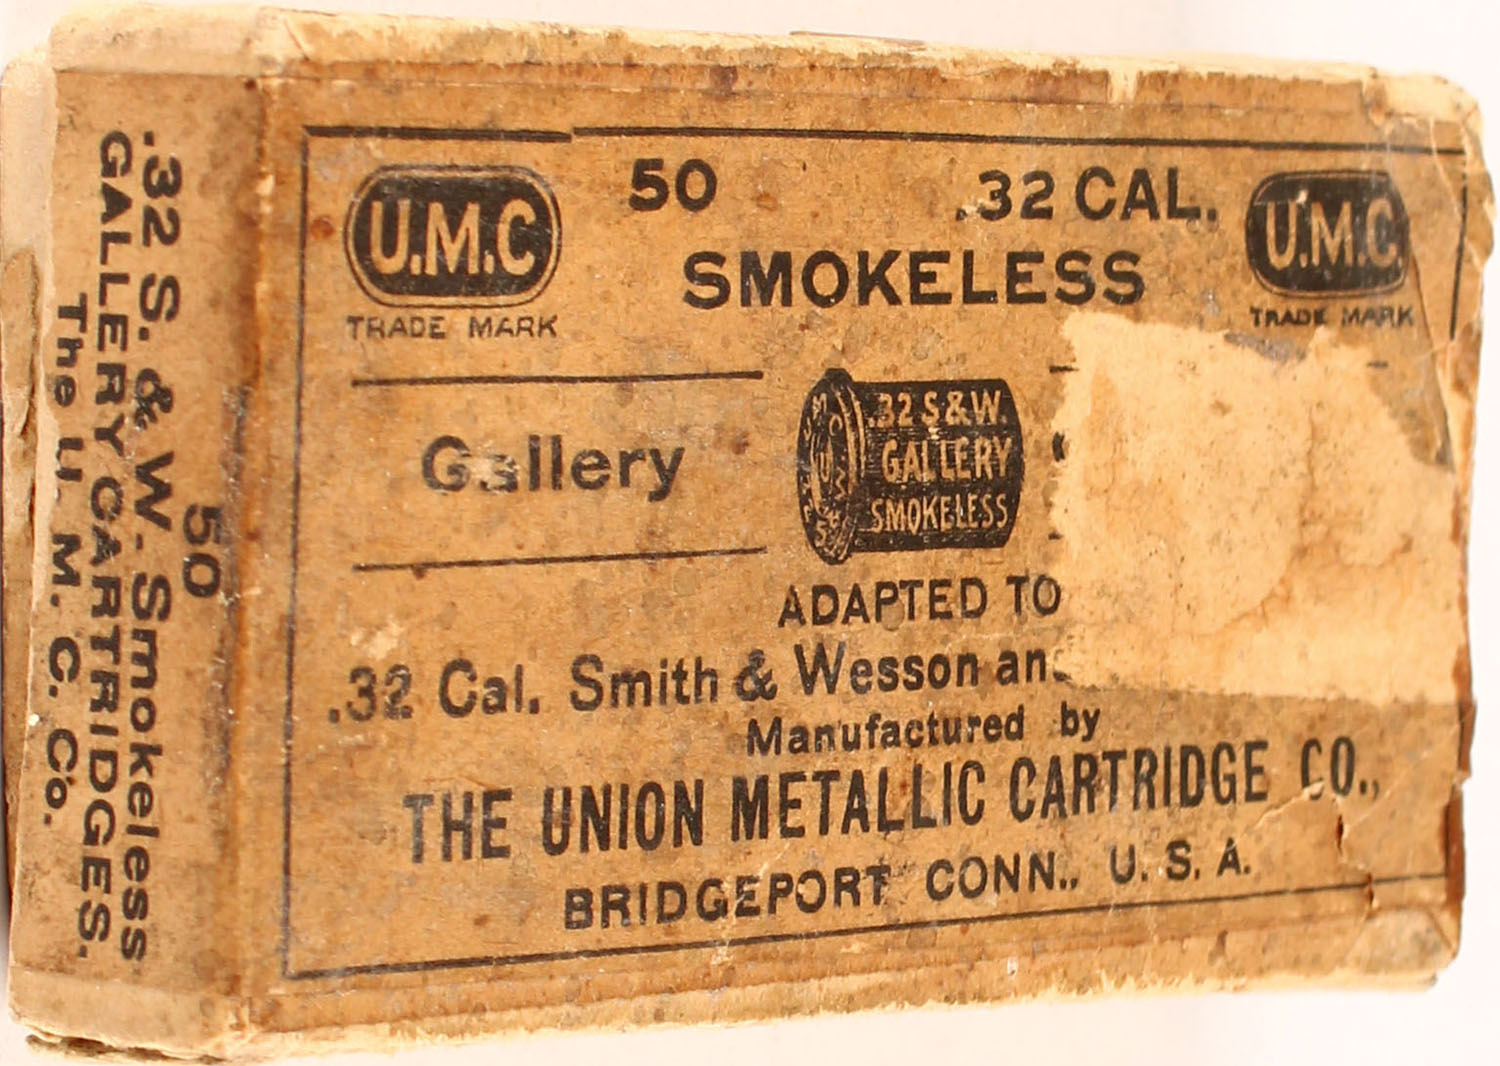 50
.32 S. & W. Smokeless
GALLERY CARTRIDGES.
The U. M. C. Co.
U.M.C
TRADE MARK
50 .32 CAL.
SMOKELESS
U.M.C.
TRADE MARK
Gallery
.32 S & W.
GALLERY
SMOKELESS
ADAPTED TO
.32 Cal. Smith & Wesson
Manufactured by
THE UNION METALLIC CARTRIDGE CO.,
BRIDGEPORT CONN., U. S. A.